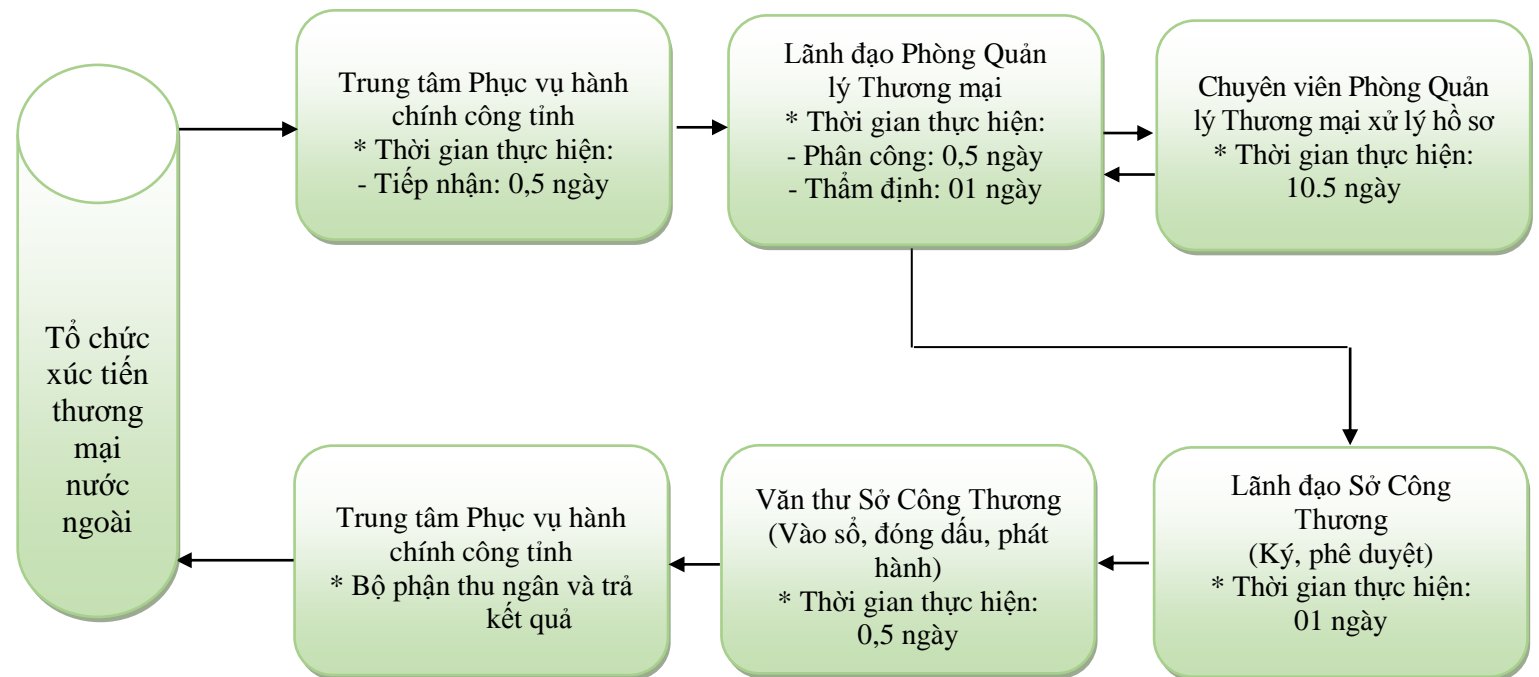 Tổ chức
xúc tiến
thương
mại
nước
ngoài
Trung tâm Phục vụ hành
chính công tỉnh
* Thời gian thực hiện:
- Tiếp nhận: 0,5 ngày
Lãnh đạo Phòng Quản
lý Thương mại
* Thời gian thực hiện:
- Phân công: 0,5 ngày
- Thẩm định: 01 ngày
Chuyên viên Phòng Quản
lý Thương mại xử lý hồ sơ
* Thời gian thực hiện:
10.5 ngày
Lãnh đạo Sở Công
Thương
(Ký, phê duyệt)
* Thời gian thực hiện:
01 ngày
Văn thư Sở Công Thương
(Vào sổ, đóng dấu, phát
hành)
* Thời gian thực hiện:
0,5 ngày
Trung tâm Phục vụ hành
chính công tỉnh
* Bộ phận thu ngân và trả
kết quả